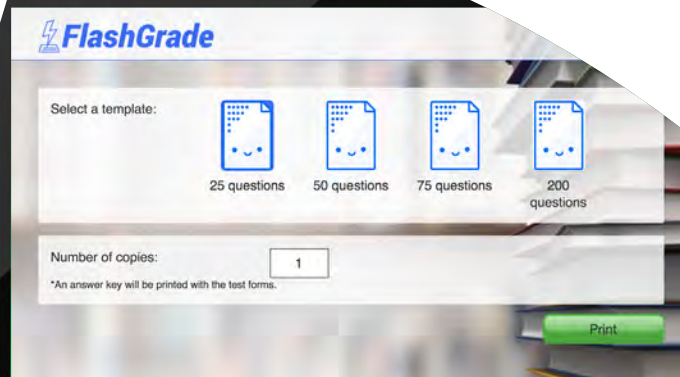 FlashGrade
Select a template:
25 questions
50 questions
75 questions
200
questions
Number of copies:
1
*An answer key will be printed with the test forms.
Print